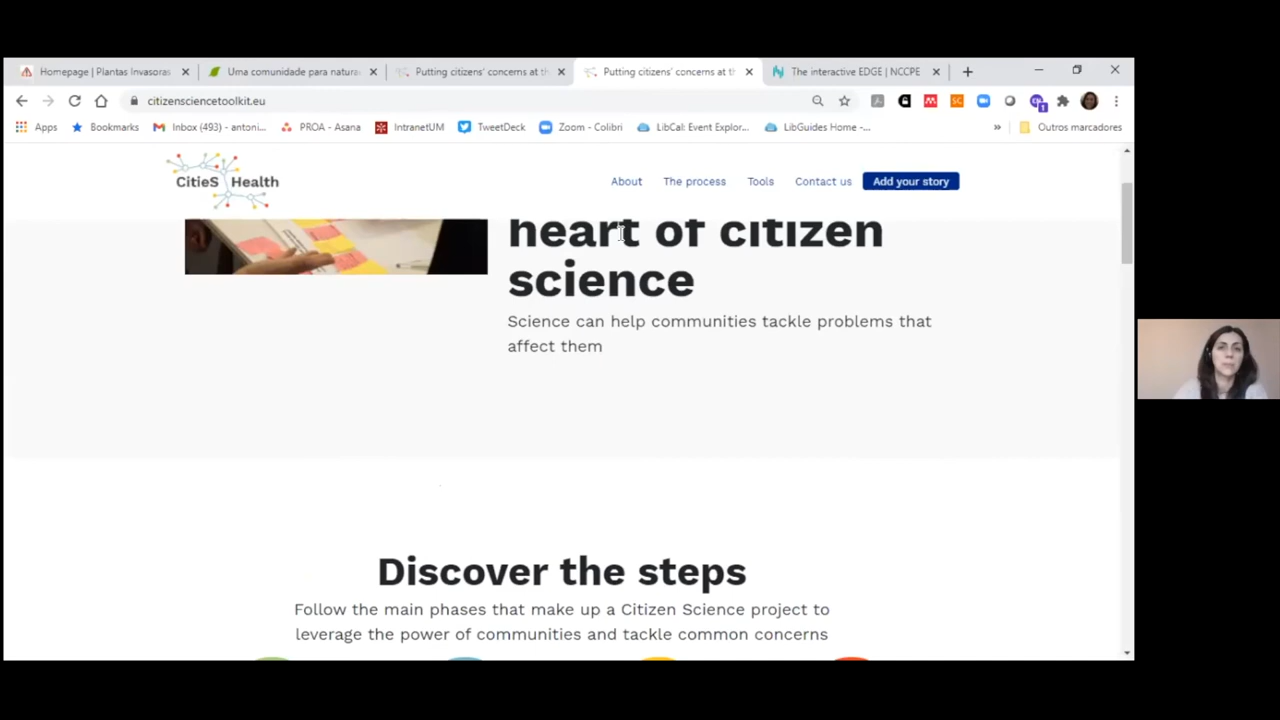 Homepage | Plantas Invasoras
Uma comunidade para natura
Putting citizens' concerns at th
Putting citizens' concerns at th
The interactive EDGE | NCCPE
citizensciencetoolkit.eu
Apps
Bookmarks
Inbox (493) - antoni...
PROA - Asana
IntranetUM
TweetDeck
Zoom - Colibri
LibCal: Event Explor...
LibGuides Home -...
»
Outros marcadores
CitieS Health
About
The process
Tools
Contact us
Add your story
heart of citizen
science
Science can help communities tackle problems that
affect them
Discover the steps
Follow the main phases that make up a Citizen Science project to
leverage the power of communities and tackle common concerns